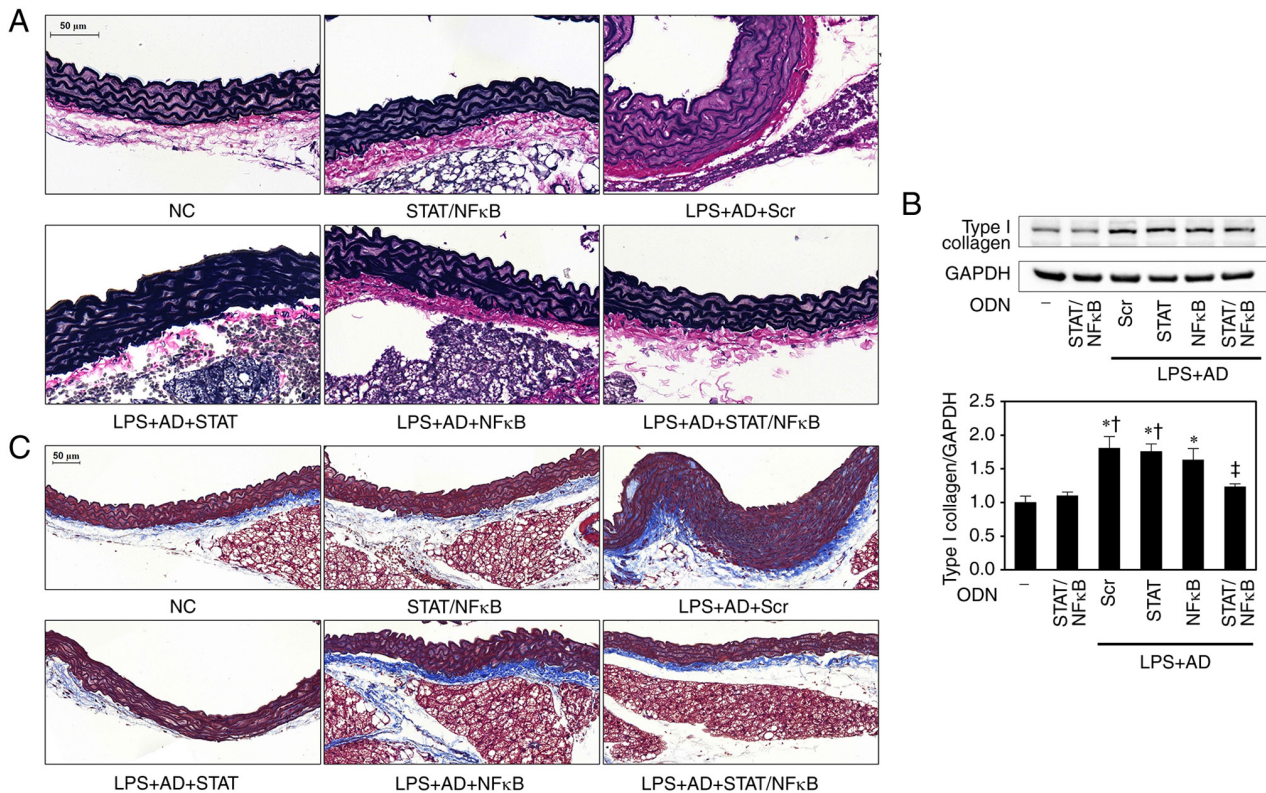 A
50 µm
NC
STAT/NFκB
LPS+AD+Scr
LPS+AD+STAT
LPS+AD+NFκB
LPS+AD+STAT/NFκB
B
Type I
collagen
GAPDH
ODN
–
STAT/
NFκB
Scr
STAT
NFκB
STAT/
NFκB
LPS+AD
Type I collagen/GAPDH
2.5
2.0
1.5
1.0
0.5
0.0
*†
*†
*
‡
ODN
–
STAT/
NFκB
Scr
STAT
NFκB
STAT/
NFκB
LPS+AD
C
50 µm
NC
STAT/NFκB
LPS+AD+Scr
LPS+AD+STAT
LPS+AD+NFκB
LPS+AD+STAT/NFκB